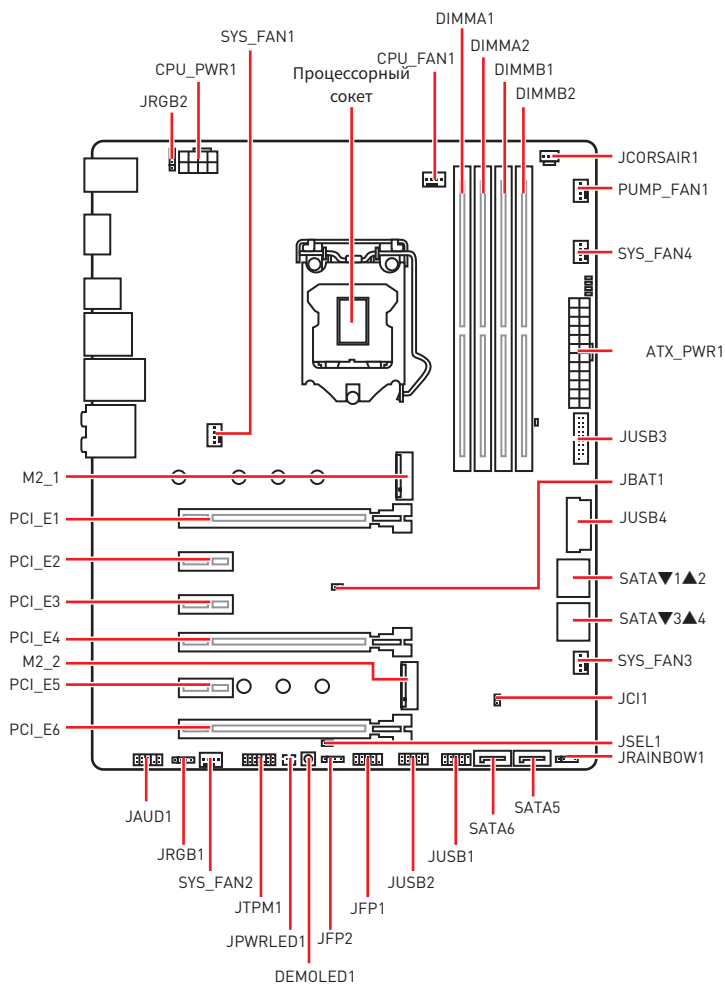 DIMMA1
SYS_FAN1
DIMMA2
CPU_FAN1
CPU_PWR1
Процессорный
сокет
DIMMB1
JRGB2
DIMMB2
JCORSAIR1
PUMP_FAN1
SYS_FAN4
ATX_PWR1
JUSB3
M2_1
JBAT1
PCI_E1
JUSB4
PCI_E2
SATA▼1▲2
PCI_E3
SATA▼3▲4
PCI_E4
M2_2
SYS_FAN3
PCI_E5
JCI1
PCI_E6
JSEL1
JRAINBOW1
JAUD1
SATA5
SATA6
JRGB1
JUSB1
SYS_FAN2
JUSB2
JTPM1
JFP1
JPWRLED1
JFP2
DEMOLED1